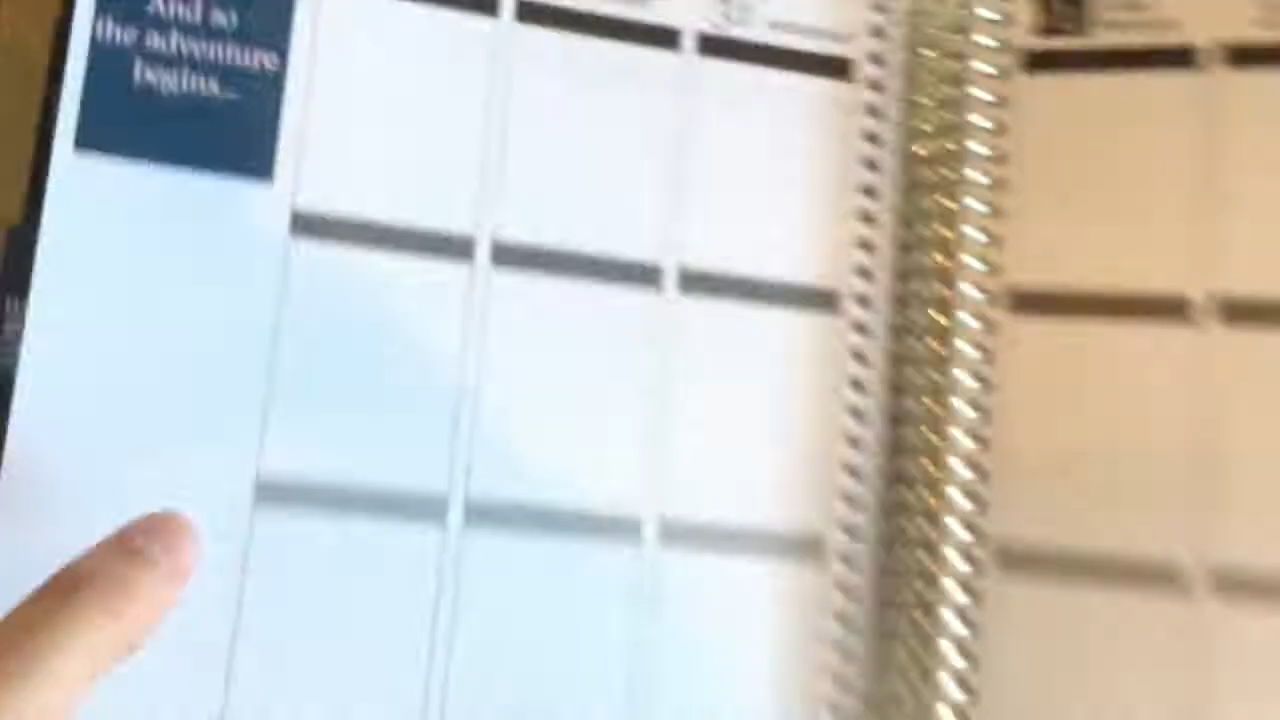 And so
the adventure
begins...